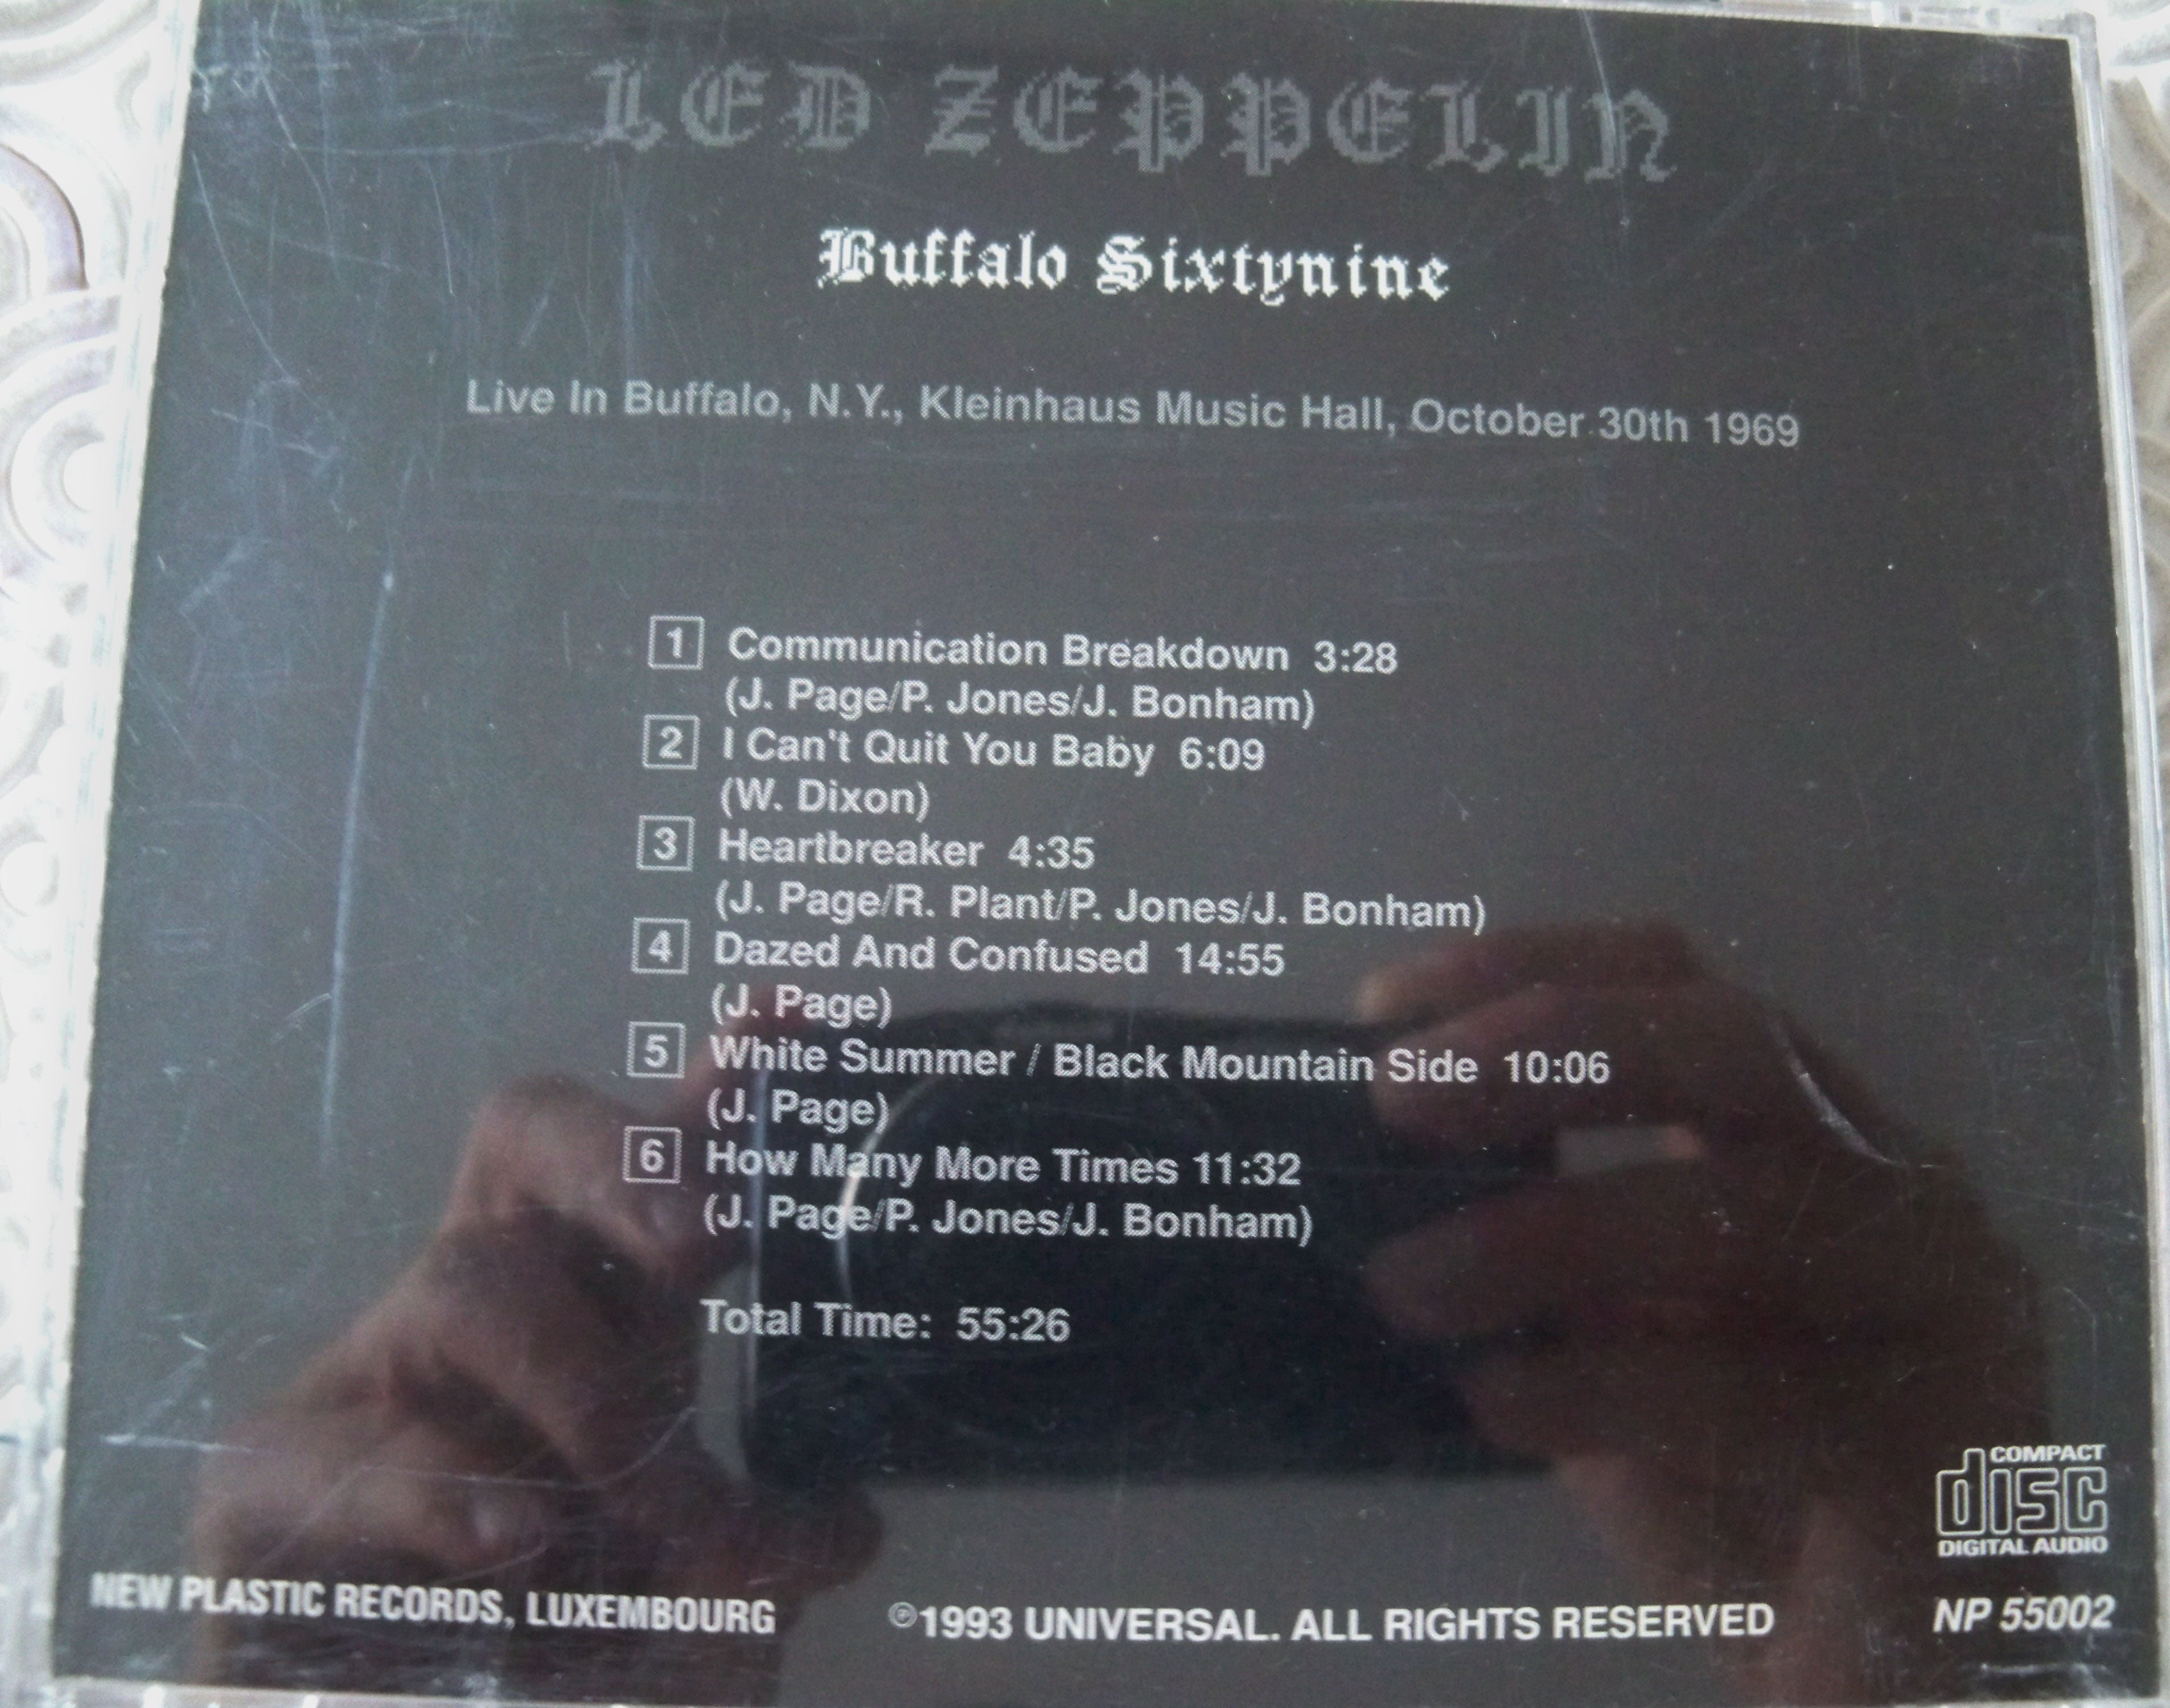 LED ZEPPELIN
Buffalo Sixtynine
Live In Buffalo, N.Y., Kleinhaus Music Hall, October 30th 1969
1 Communication Breakdown 3:28
(J. Page/P. Jones/J. Bonham)
2 I Can't Quit You Baby 6:09
(W. Dixon)
3 Heartbreaker 4:35
(J. Page/R. Plant/P. Jones/J. Bonham)
4 Dazed And Confused 14:55
(J. Page)
5 White Summer / Black Mountain Side 10:06
(J. Page)
6 How Many More Times 11:32
(J. Page/P. Jones/J. Bonham)
Total Time: 55:26
COMPACT
disc
DIGITAL AUDIO
NEW PLASTIC RECORDS, LUXEMBOURG ℗1993 UNIVERSAL. ALL RIGHTS RESERVED NP 55002